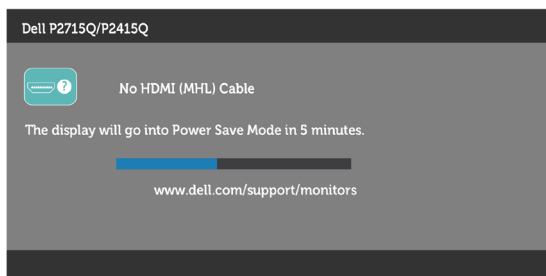 Dell P2715Q/P2415Q
?
No HDMI (MHL) Cable
The display will go into Power Save Mode in 5 minutes.
www.dell.com/support/monitors